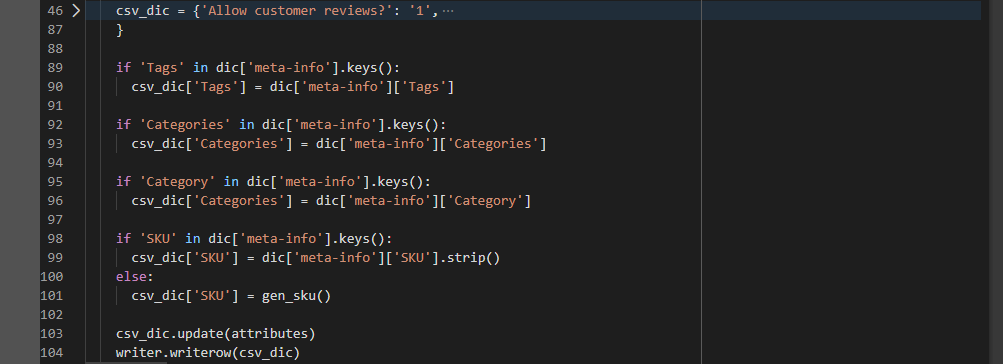 46 > csv_dic = {'Allow customer reviews?': '1', ⋯
87 }
88
89 if 'Tags' in dic['meta-info'].keys():
90 csv_dic['Tags'] = dic['meta-info']['Tags']
91
92 if 'Categories' in dic['meta-info'].keys():
93 csv_dic['Categories'] = dic['meta-info']['Categories']
94
95 if 'Category' in dic['meta-info'].keys():
96 csv_dic['Categories'] = dic['meta-info']['Category']
97
98 if 'SKU' in dic['meta-info'].keys():
99 csv_dic['SKU'] = dic['meta-info']['SKU'].strip()
100 else:
101 csv_dic['SKU'] = gen_sku()
102
103 csv_dic.update(attributes)
104 writer.writerow(csv_dic)